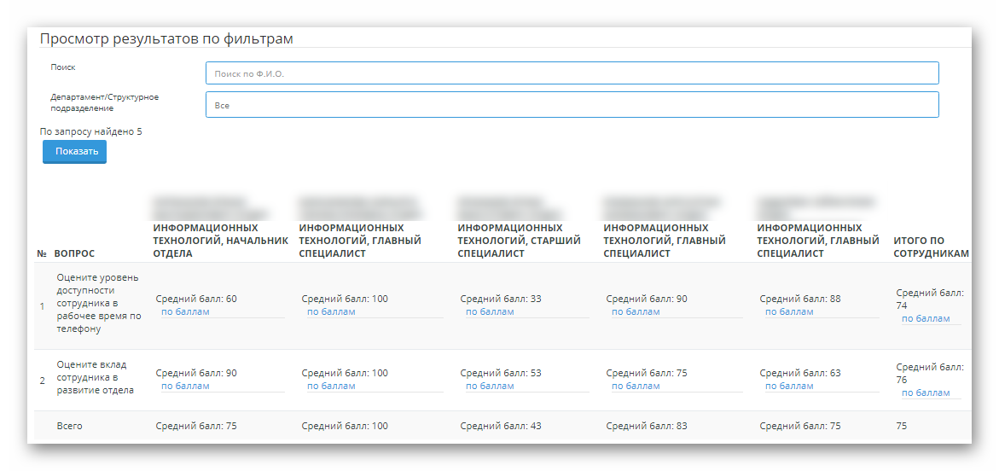 Просмотр результатов по фильтрам
Поиск
Поиск по Ф.И.О.
Департамент/Структурное
подразделение
Все
По запросу найдено 5
Показать
№ ВОПРОС
ИНФОРМАЦИОННЫХ
ТЕХНОЛОГИЙ, НАЧАЛЬНИК
ОТДЕЛА
ИНФОРМАЦИОННЫХ
ТЕХНОЛОГИЙ, ГЛАВНЫЙ
СПЕЦИАЛИСТ
ИНФОРМАЦИОННЫХ
ТЕХНОЛОГИЙ, СТАРШИЙ
СПЕЦИАЛИСТ
ИНФОРМАЦИОННЫХ
ТЕХНОЛОГИЙ, ГЛАВНЫЙ
СПЕЦИАЛИСТ
ИНФОРМАЦИОННЫХ
ТЕХНОЛОГИЙ, ГЛАВНЫЙ
СПЕЦИАЛИСТ
ИТОГО ПО
СОТРУДНИКАМ
1
Оцените уровень
доступности
сотрудника в
рабочее время по
телефону
Средний балл: 60
по баллам
Средний балл: 100
по баллам
Средний балл: 33
по баллам
Средний балл: 90
по баллам
Средний балл: 88
по баллам
Средний балл:
74
по баллам
2
Оцените вклад
сотрудника в
развитие отдела
Средний балл: 90
по баллам
Средний балл: 100
по баллам
Средний балл: 53
по баллам
Средний балл: 75
по баллам
Средний балл: 63
по баллам
Средний балл:
76
по баллам
Всего
Средний балл: 75
Средний балл: 100
Средний балл: 43
Средний балл: 83
Средний балл: 75
75